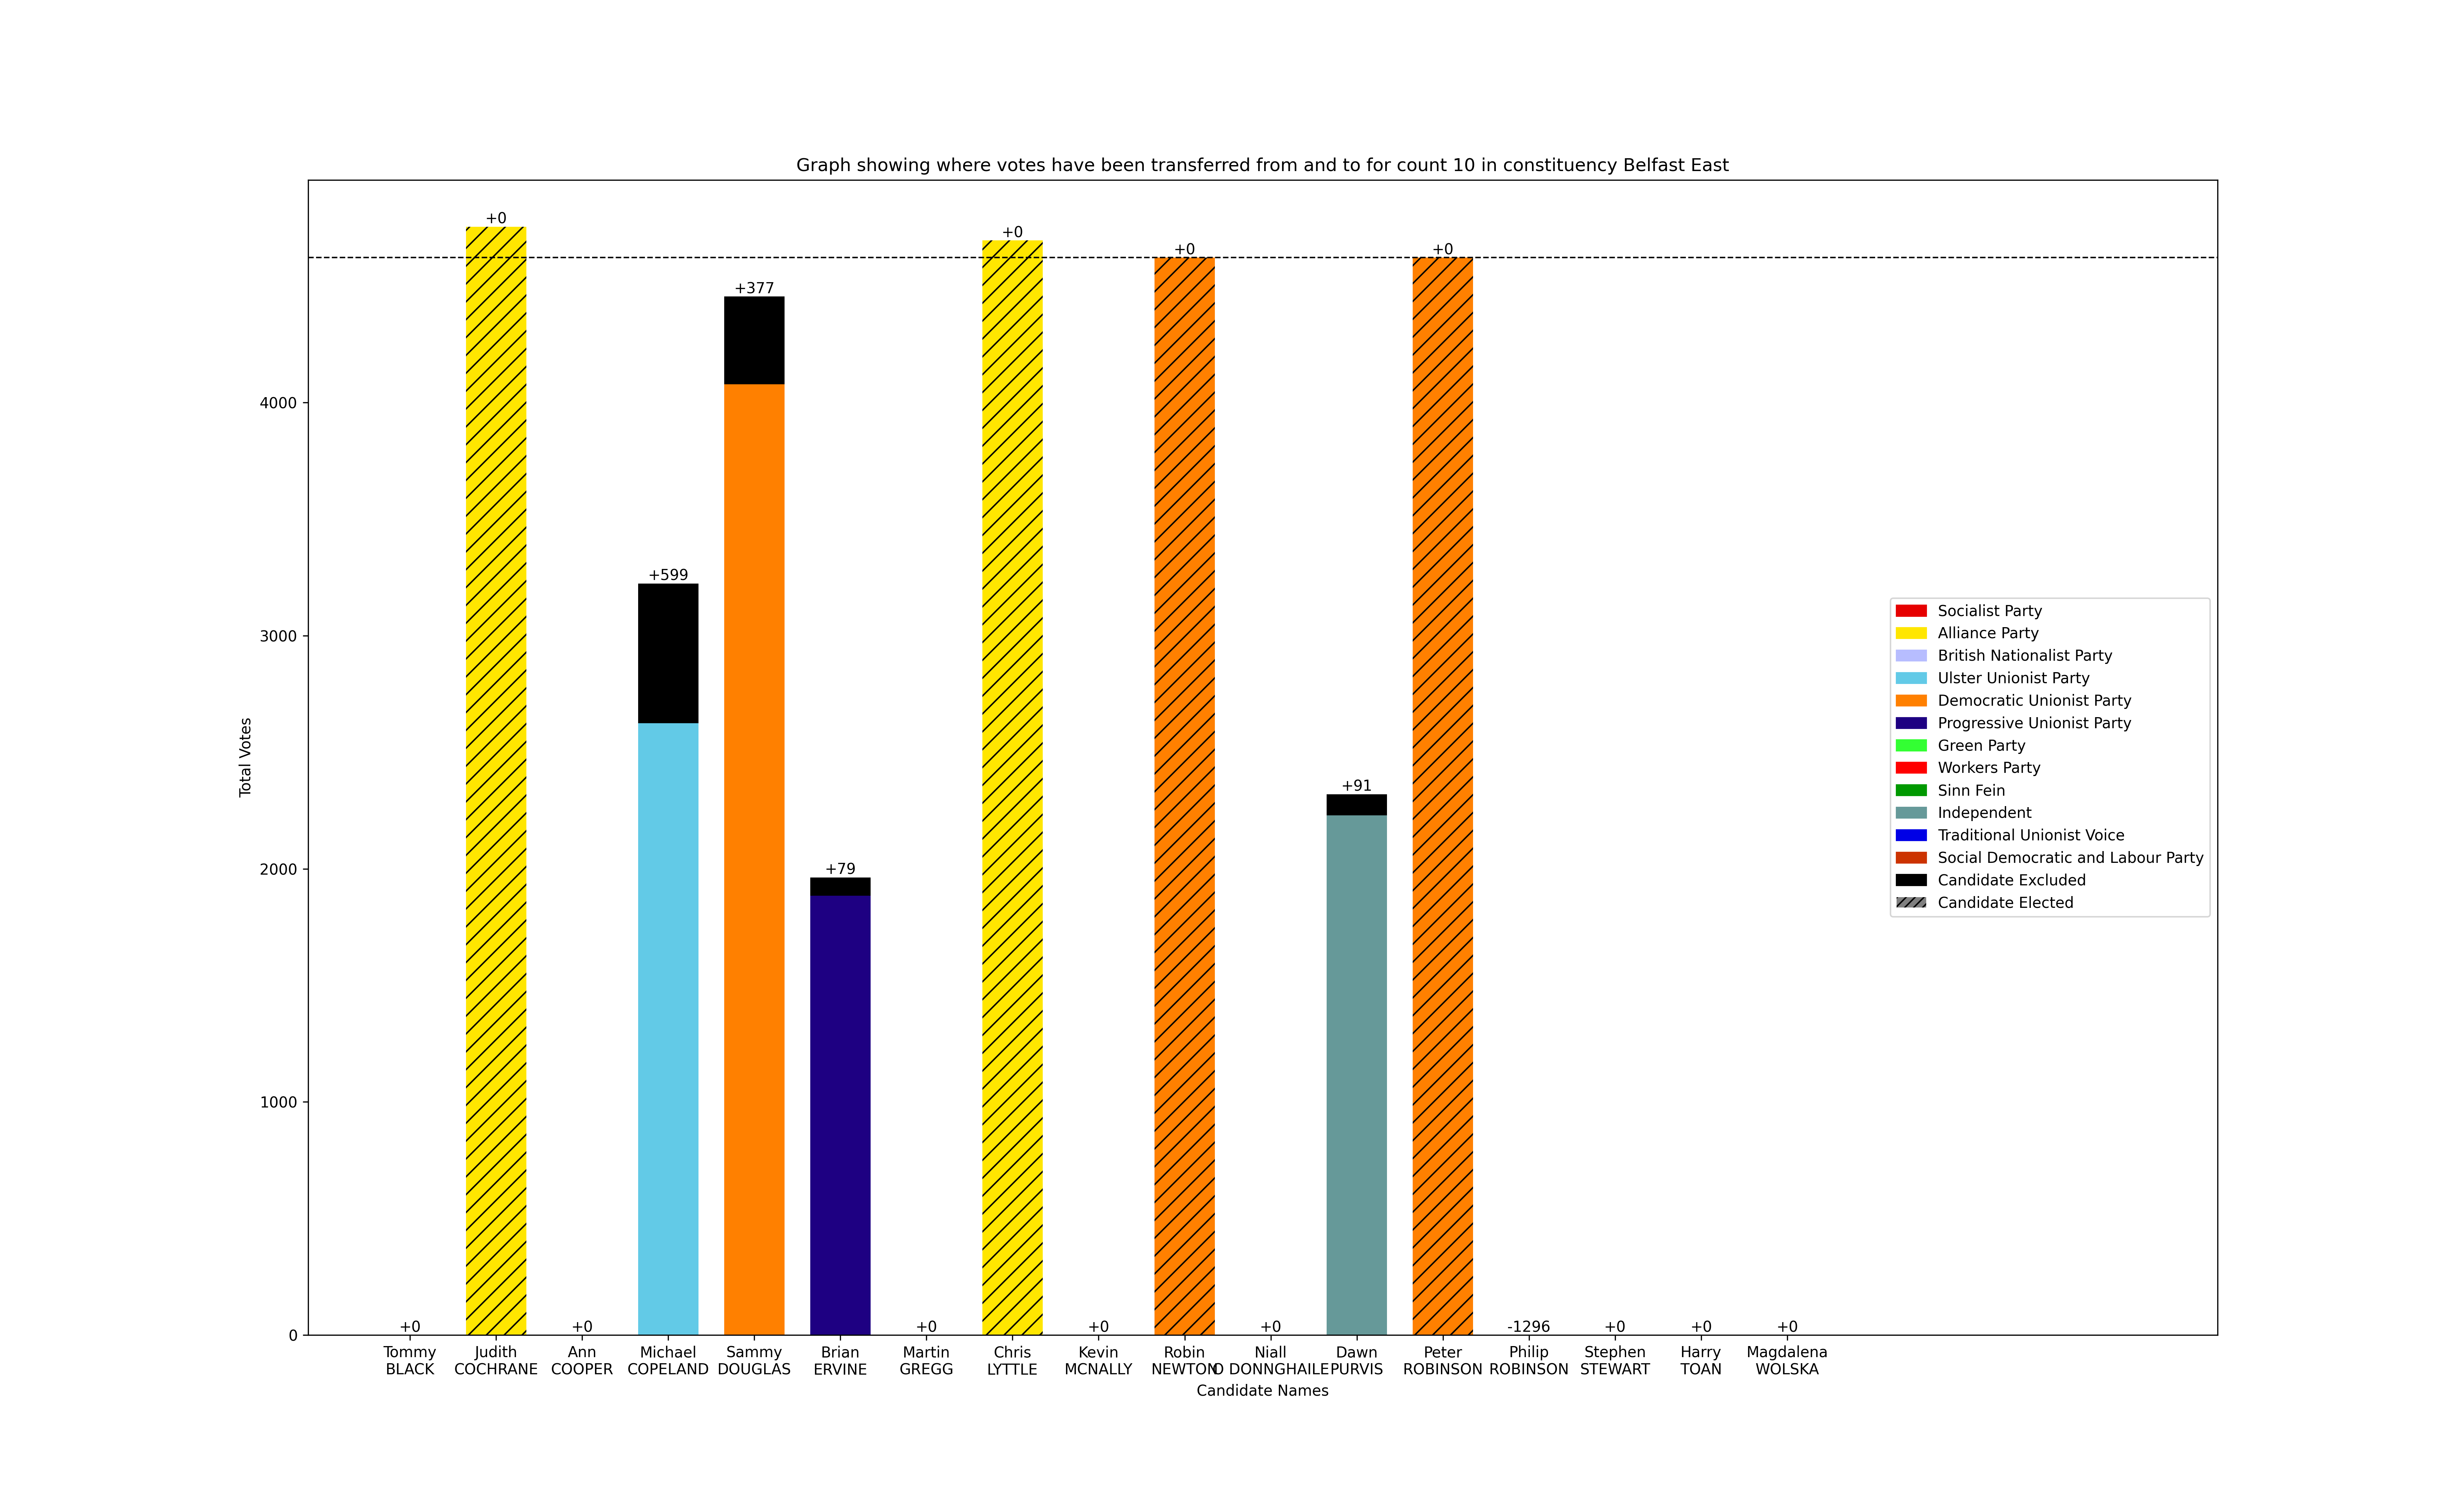 Graph showing where votes have been transferred from and to for count 10 in constituency Belfast East
Total Votes
4000
3000
2000
1000
0
+0
+0
+0
+599
+377
+79
+0
+0
+0
+0
+0
+91
+0
-1296
+0
+0
+0
Tommy
BLACK
Judith
COCHRANE
Ann
COOPER
Michael
COPELAND
Sammy
DOUGLAS
Brian
ERVINE
Martin
GREGG
Chris
LYTTLE
Kevin
MCNALLY
Robin
NEWTON
Niall
O DONNGHAILE
Dawn
PURVIS
Peter
ROBINSON
Philip
ROBINSON
Stephen
STEWART
Harry
TOAN
Magdalena
WOLSKA
Candidate Names
Socialist Party
Alliance Party
British Nationalist Party
Ulster Unionist Party
Democratic Unionist Party
Progressive Unionist Party
Green Party
Workers Party
Sinn Fein
Independent
Traditional Unionist Voice
Social Democratic and Labour Party
Candidate Excluded
Candidate Elected